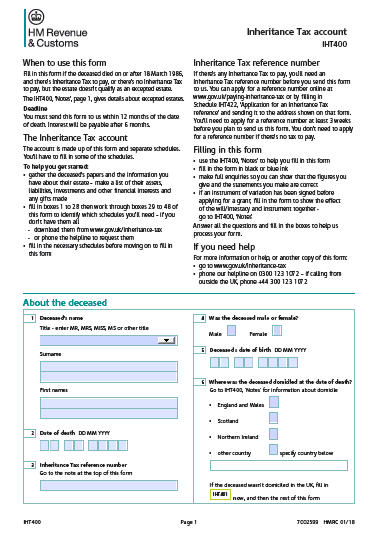 HM Revenue
& Customs
Inheritance Tax account
IHT400
When to use this form
Fill in this form if the deceased died on or after 18 March 1986,
and there's Inheritance Tax to pay, or there's no Inheritance Tax
to pay, but the estate doesn't qualify as an excepted estate.
The IHT400, 'Notes', page 1, gives details about excepted estates.
Deadline
You must send this form to us within 12 months of the date
of death. Interest will be payable after 6 months.
The Inheritance Tax account
The account is made up of this form and separate schedules.
You'll have to fill in some of the schedules.
To help you get started:
• gather the deceased's papers and the information you
have about their estate – make a list of their assets,
liabilities, investments and other financial interests and
any gifts made
• fill in boxes 1 to 28 then work through boxes 29 to 48 of
this form to identify which schedules you'll need – if you
don't have them all:
– download them from www.gov.uk/inheritance-tax
– or phone the helpline to request them
• fill in the necessary schedules before moving on to fill in
this form
Inheritance Tax reference number
If there's any Inheritance Tax to pay, you'll need an
Inheritance Tax reference number before you send this form
to us. You can apply for a reference number online at
www.gov.uk/paying-inheritance-tax or by filling in
Schedule IHT422, 'Application for an Inheritance Tax
reference' and sending it to the address shown on that form.
You'll need to apply for a reference number at least 3 weeks
before you plan to send us this form. You don't need to apply
for a reference number if there's no tax to pay.
Filling in this form
• use the IHT400, 'Notes' to help you fill in this form
• fill in the form in black or blue ink
• make full enquiries so you can show that the figures you
give and the statements you make are correct
• if an instrument of variation has been signed before
applying for a grant, fill in the form to show the effect
of the will/intestacy and instrument together -
go to IHT400, 'Notes'
Answer all the questions and fill in the boxes to help us
process your form.
If you need help
For more information or help, or another copy of this form:
• go to www.gov.uk/inheritance-tax
• phone our helpline on 0300 123 1072 – if calling from
outside the UK, phone +44 300 123 1072
About the deceased
1 Deceased's name
Title - enter MR, MRS, MISS, MS or other title
Surname
First names
2 Date of death DD MM YYYY
3 Inheritance Tax reference number
Go to the note at the top of this form
4 Was the deceased male or female?
Male Female
5 Deceased's date of birth DD MM YYYY
6 Where was the deceased domiciled at the date of death?
Go to IHT400, 'Notes' for information about domicile
• England and Wales
• Scotland
• Northern Ireland
• other country specify country below
If the deceased wasn't domiciled in the UK, fill in
IHT401 now, and then the rest of this form
IHT400 Page 1 HMRC 01/18